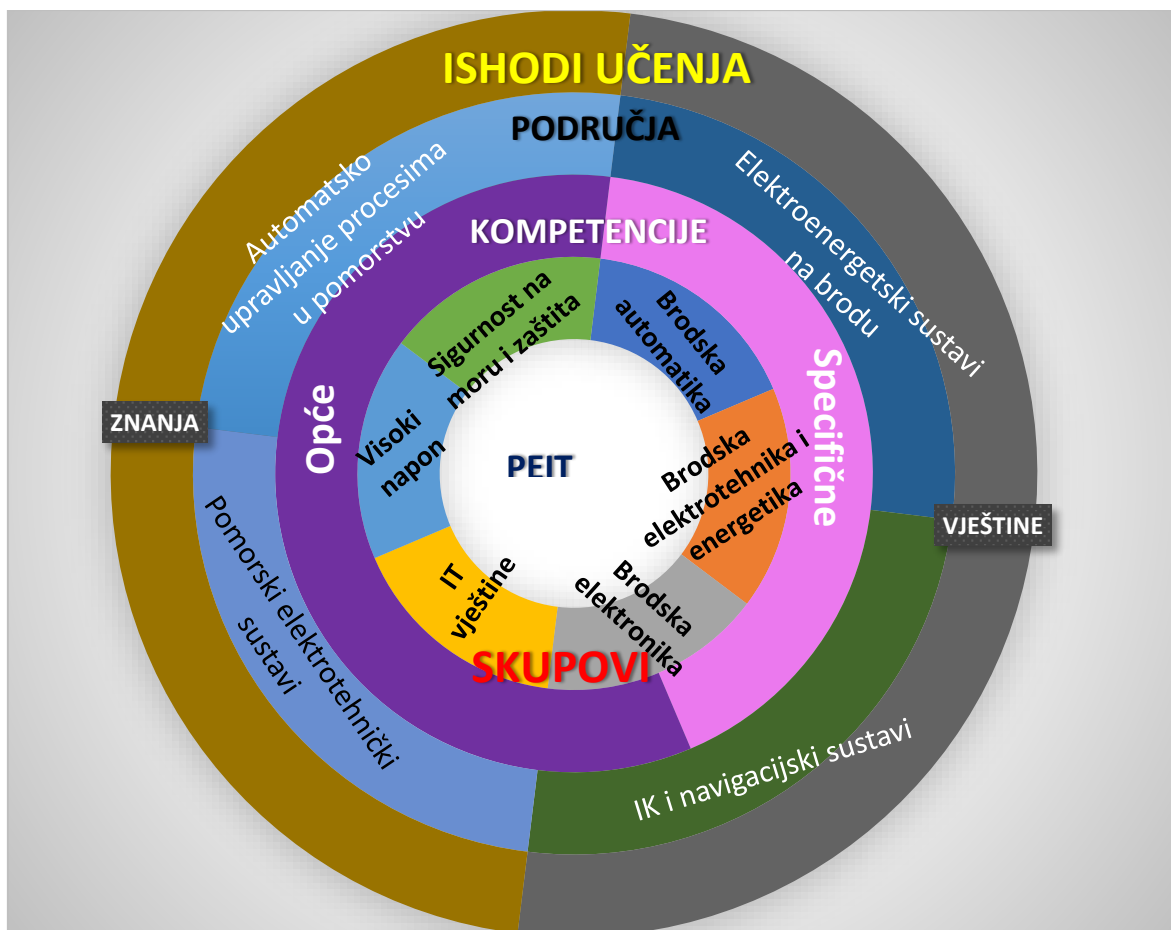 ISHODI UČENJA
PODRUČJA
Automatsko
upravljanje procesima
u pomorstvu
Elektroenergetski sustavi
na brodu
KOMPETENCIJE
Sigurnost na
moru i zaštita
Brodska
automatika
Opće
Specifične
ZNANJA
Visoki
napon
PEIT
Brodska
elektrotehnika i
energetika
VJEŠTINE
Pomorski elektrotehnički
sustavi
IT
vještine
Brodska
elektronika
SKUPOVI
IK i navigacijski sustavi